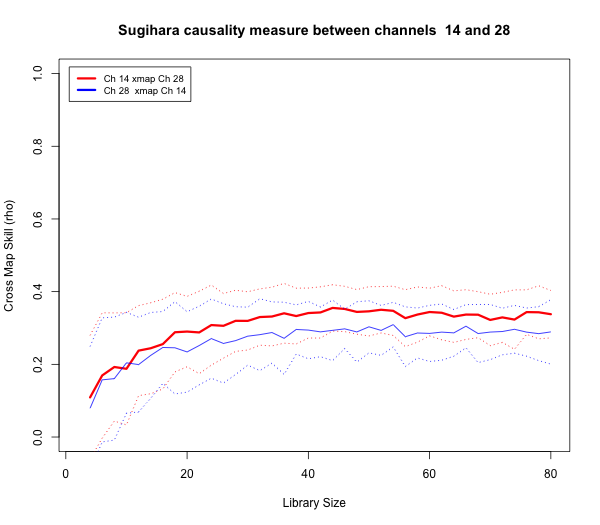 Sugihara causality measure between channels  14 and 28
Ch 14 xmap Ch 28
Ch 28  xmap Ch 14
Cross Map Skill (rho)
1.0
0.8
0.6
0.4
0.2
0.0
0 20 40 60 80
Library Size